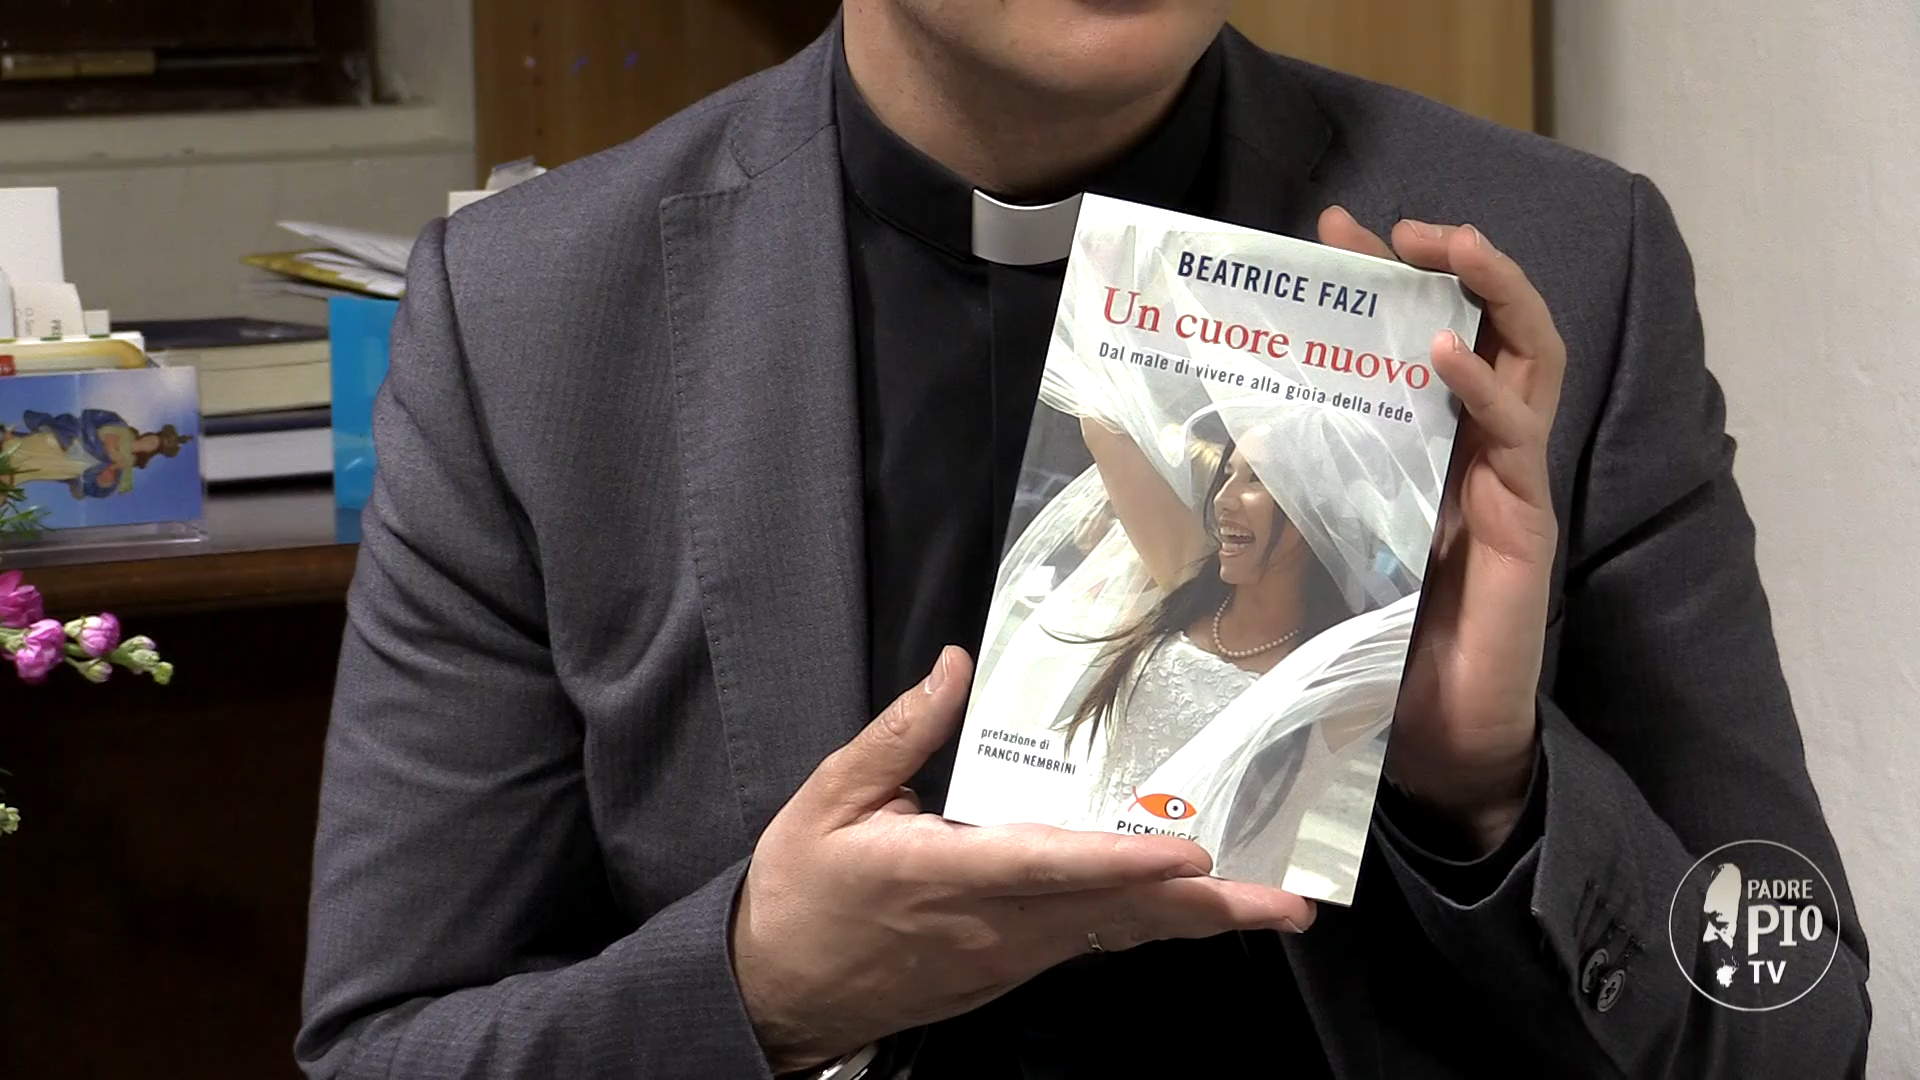 BEATRICE FAZI
Un cuore nuovo
Dal male di vivere alla gioia della fede
prefazione di
FRANCO NEMBRINI
PICKWICK
PADRE
PIO
TV